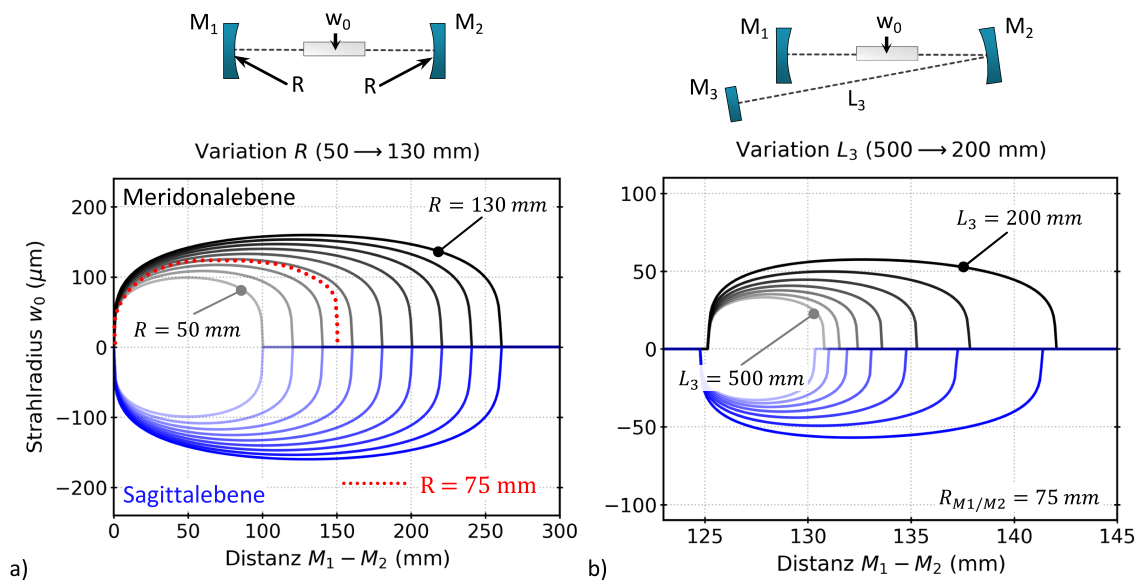 M₁
w₀
M₂
R
R
Variation R (50 ⟶ 130 mm)
Meridonalebene
R = 130 mm
R = 50 mm
Sagittalebene
R = 75 mm
200
100
0
−100
−200
Strahlradius w₀ (μm)
0
50
100
150
200
250
300
Distanz M₁ − M₂ (mm)
a)
M₁
w₀
M₂
M₃
L₃
Variation L₃ (500 ⟶ 200 mm)
L₃ = 200 mm
L₃ = 500 mm
R_{M1/M2} = 75 mm
100
50
0
−50
−100
125
130
135
140
145
Distanz M₁ − M₂ (mm)
b)